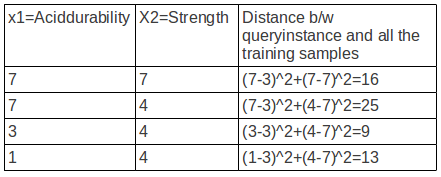 x1=Aciddurability X2=Strength Distance b/w
queryinstance and all the
training samples
7 7 (7-3)^2+(7-7)^2=16
7 4 (7-3)^2+(4-7)^2=25
3 4 (3-3)^2+(4-7)^2=9
1 4 (1-3)^2+(4-7)^2=13